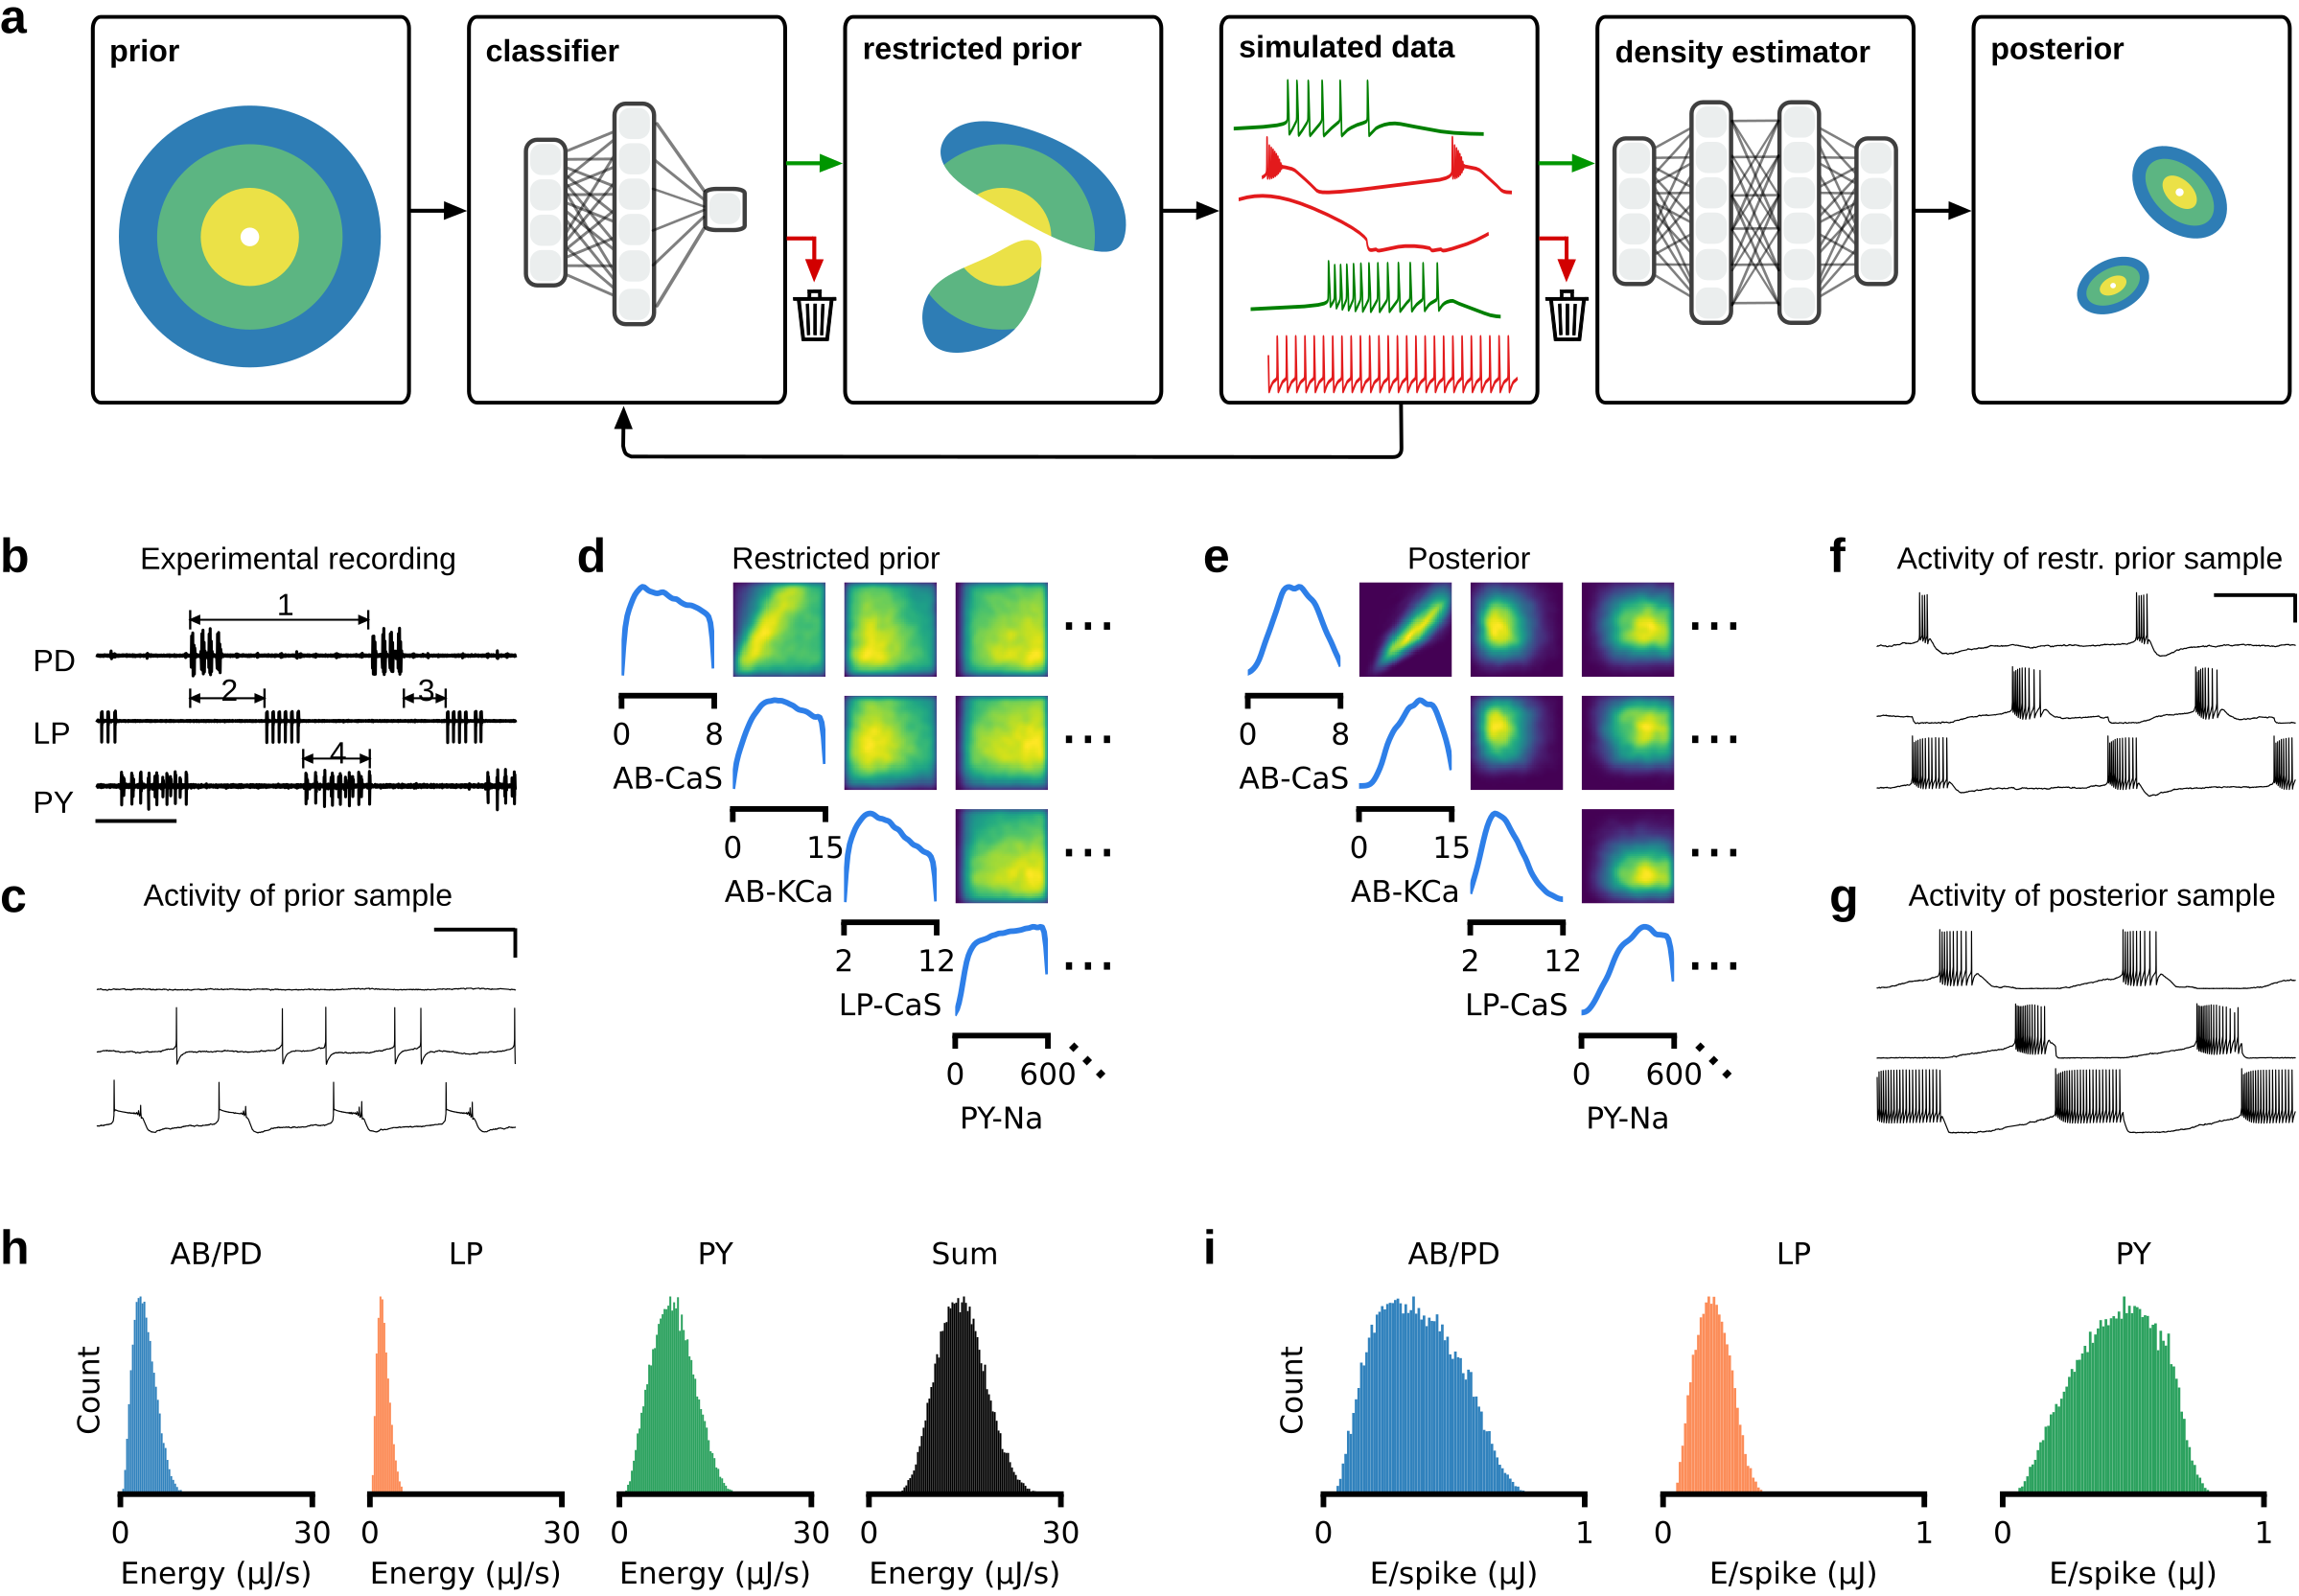 a
prior
classifier
restricted prior
simulated data
density estimator
posterior
b
Experimental recording
PD
LP
PY
1
2
3
4
c
Activity of prior sample
d
Restricted prior
0 8
AB-CaS
0 15
AB-KCa
2 12
LP-CaS
0 600
PY-Na
e
Posterior
0 8
AB-CaS
0 15
AB-KCa
2 12
LP-CaS
0 600
PY-Na
f
Activity of restr. prior sample
g
Activity of posterior sample
h
AB/PD
LP
PY
Sum
Count
0 30
Energy (μJ/s)
0 30
Energy (μJ/s)
0 30
Energy (μJ/s)
0 30
Energy (μJ/s)
i
AB/PD
LP
PY
Count
0 1
E/spike (μJ)
0 1
E/spike (μJ)
0 1
E/spike (μJ)